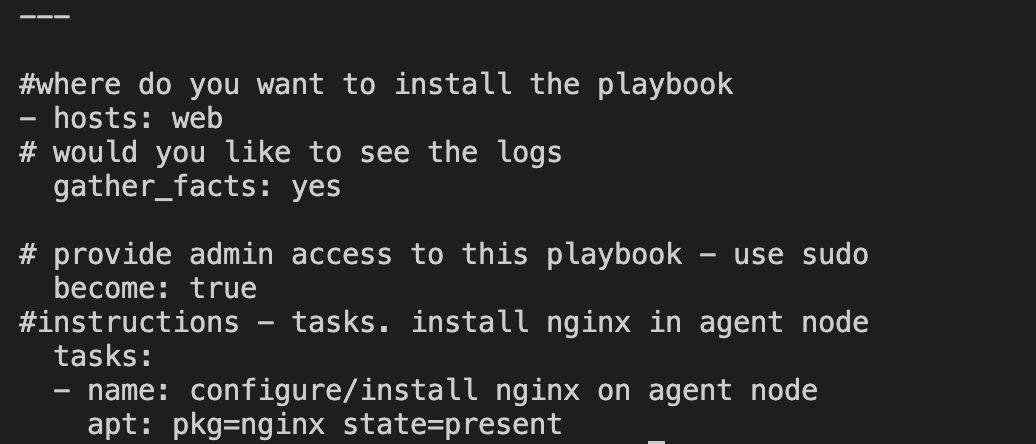 ---
#where do you want to install the playbook
- hosts: web
# would you like to see the logs
  gather_facts: yes
# provide admin access to this playbook - use sudo
  become: true
#instructions - tasks. install nginx in agent node
  tasks:
  - name: configure/install nginx on agent node
    apt: pkg=nginx state=present